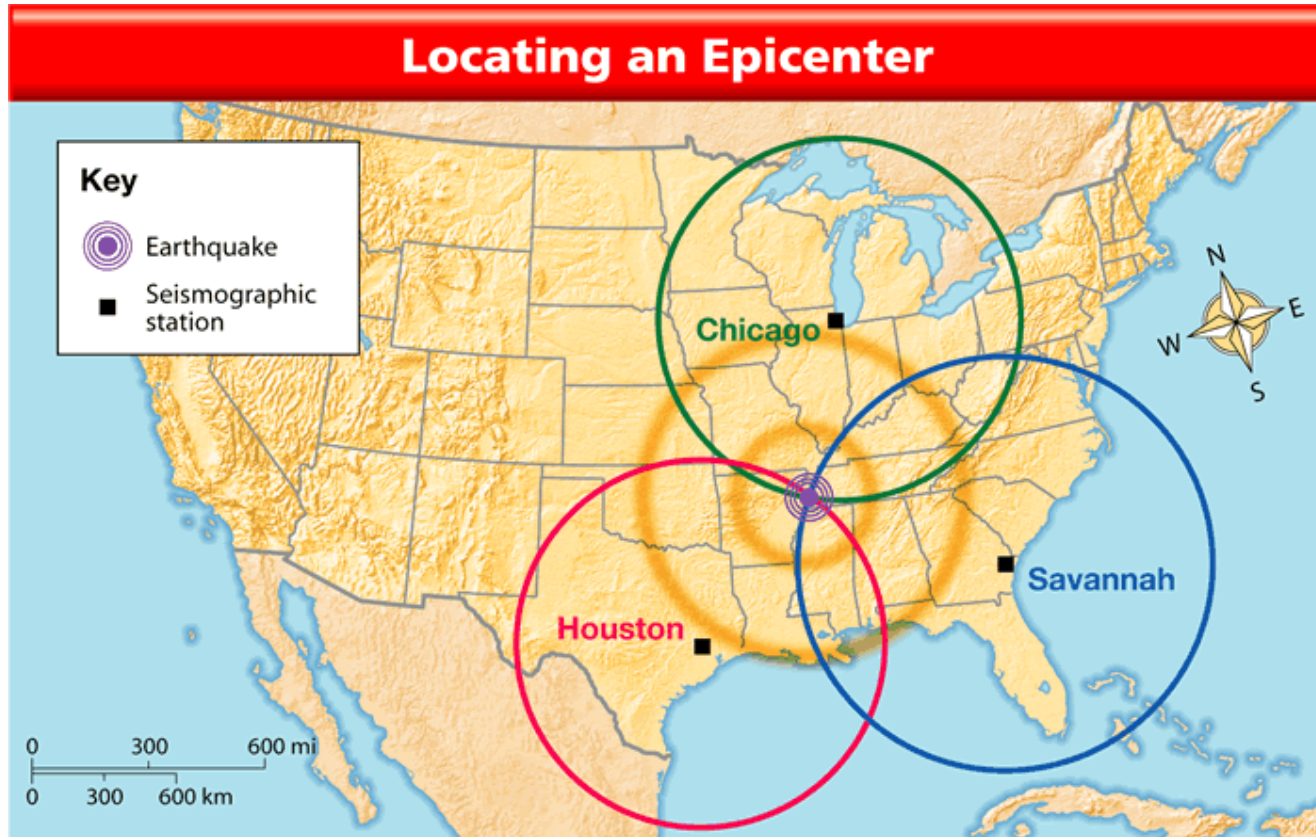 Locating an Epicenter
Key
Earthquake
Seismographic
station
N
E
W
S
Chicago
Savannah
Houston
0 300 600 mi
0 300 600 km